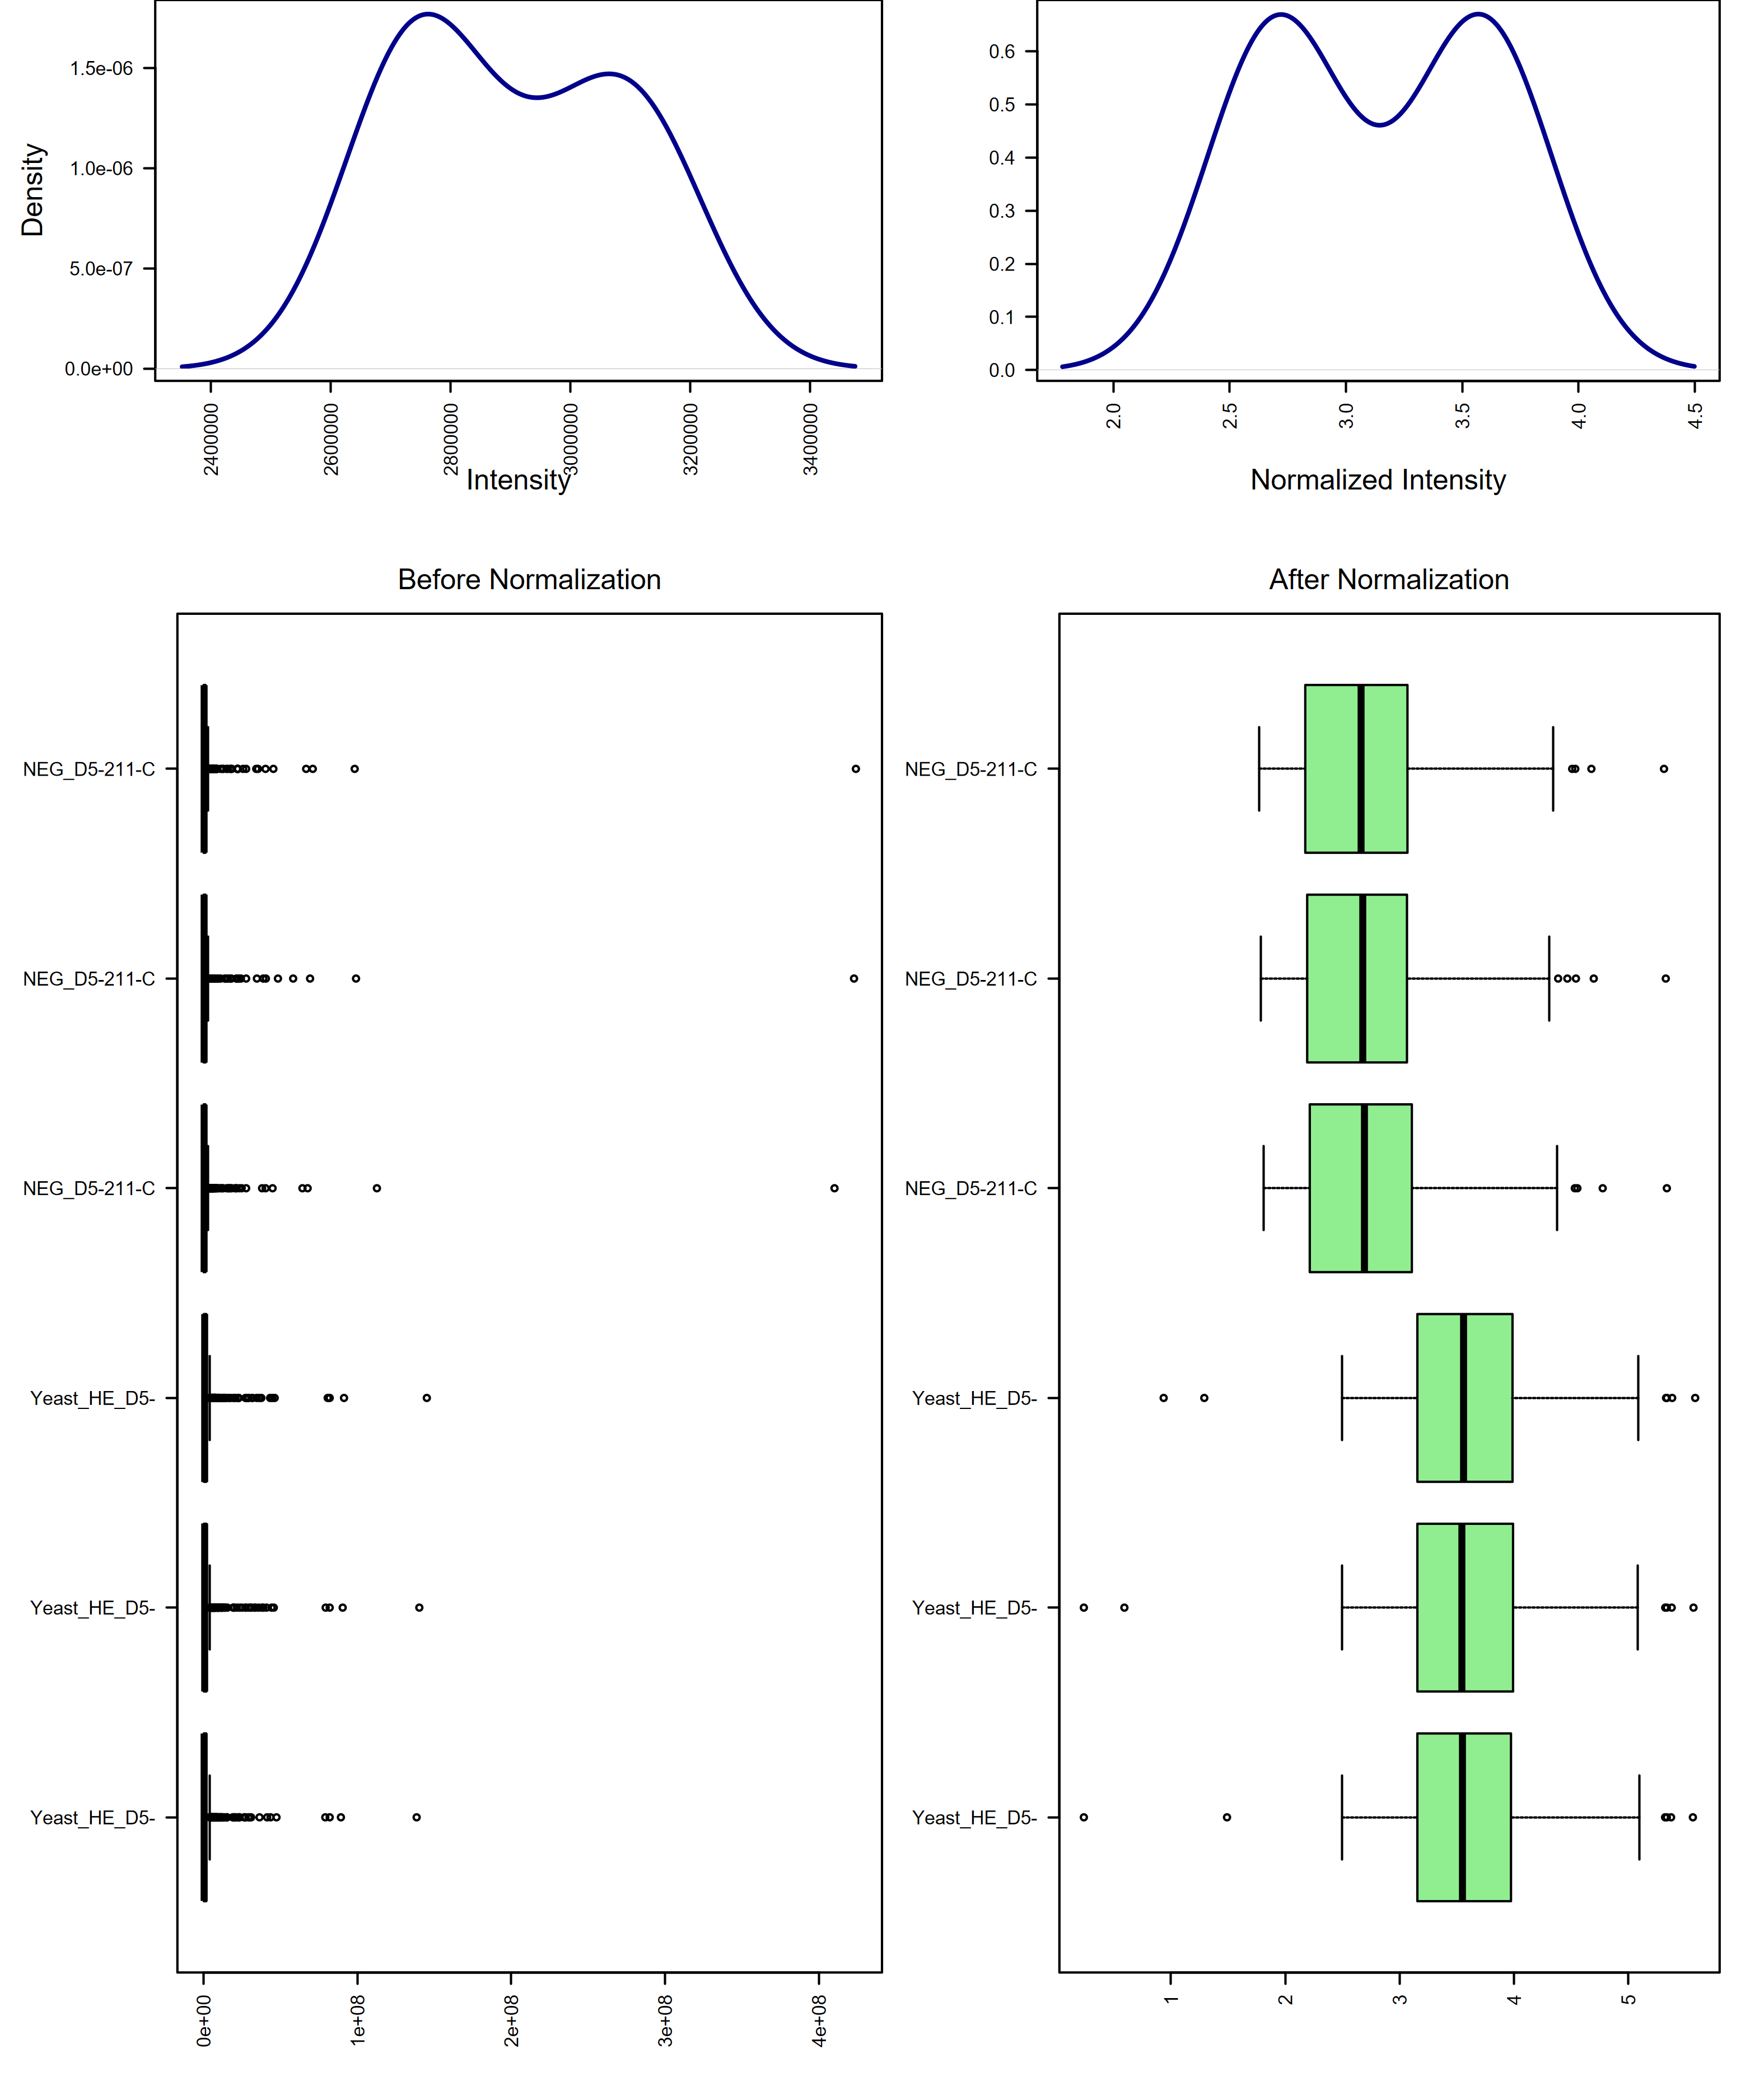 Density
1.5e-06
1.0e-06
5.0e-07
0.0e+00
2400000
2600000
2800000
3000000
3200000
3400000
Intensity
0.6
0.5
0.4
0.3
0.2
0.1
0.0
2.0
2.5
3.0
3.5
4.0
4.5
Normalized Intensity
Before Normalization
NEG_D5-211-C
NEG_D5-211-C
NEG_D5-211-C
Yeast_HE_D5-
Yeast_HE_D5-
Yeast_HE_D5-
0e+00
1e+08
2e+08
3e+08
4e+08
After Normalization
NEG_D5-211-C
NEG_D5-211-C
NEG_D5-211-C
Yeast_HE_D5-
Yeast_HE_D5-
Yeast_HE_D5-
1
2
3
4
5